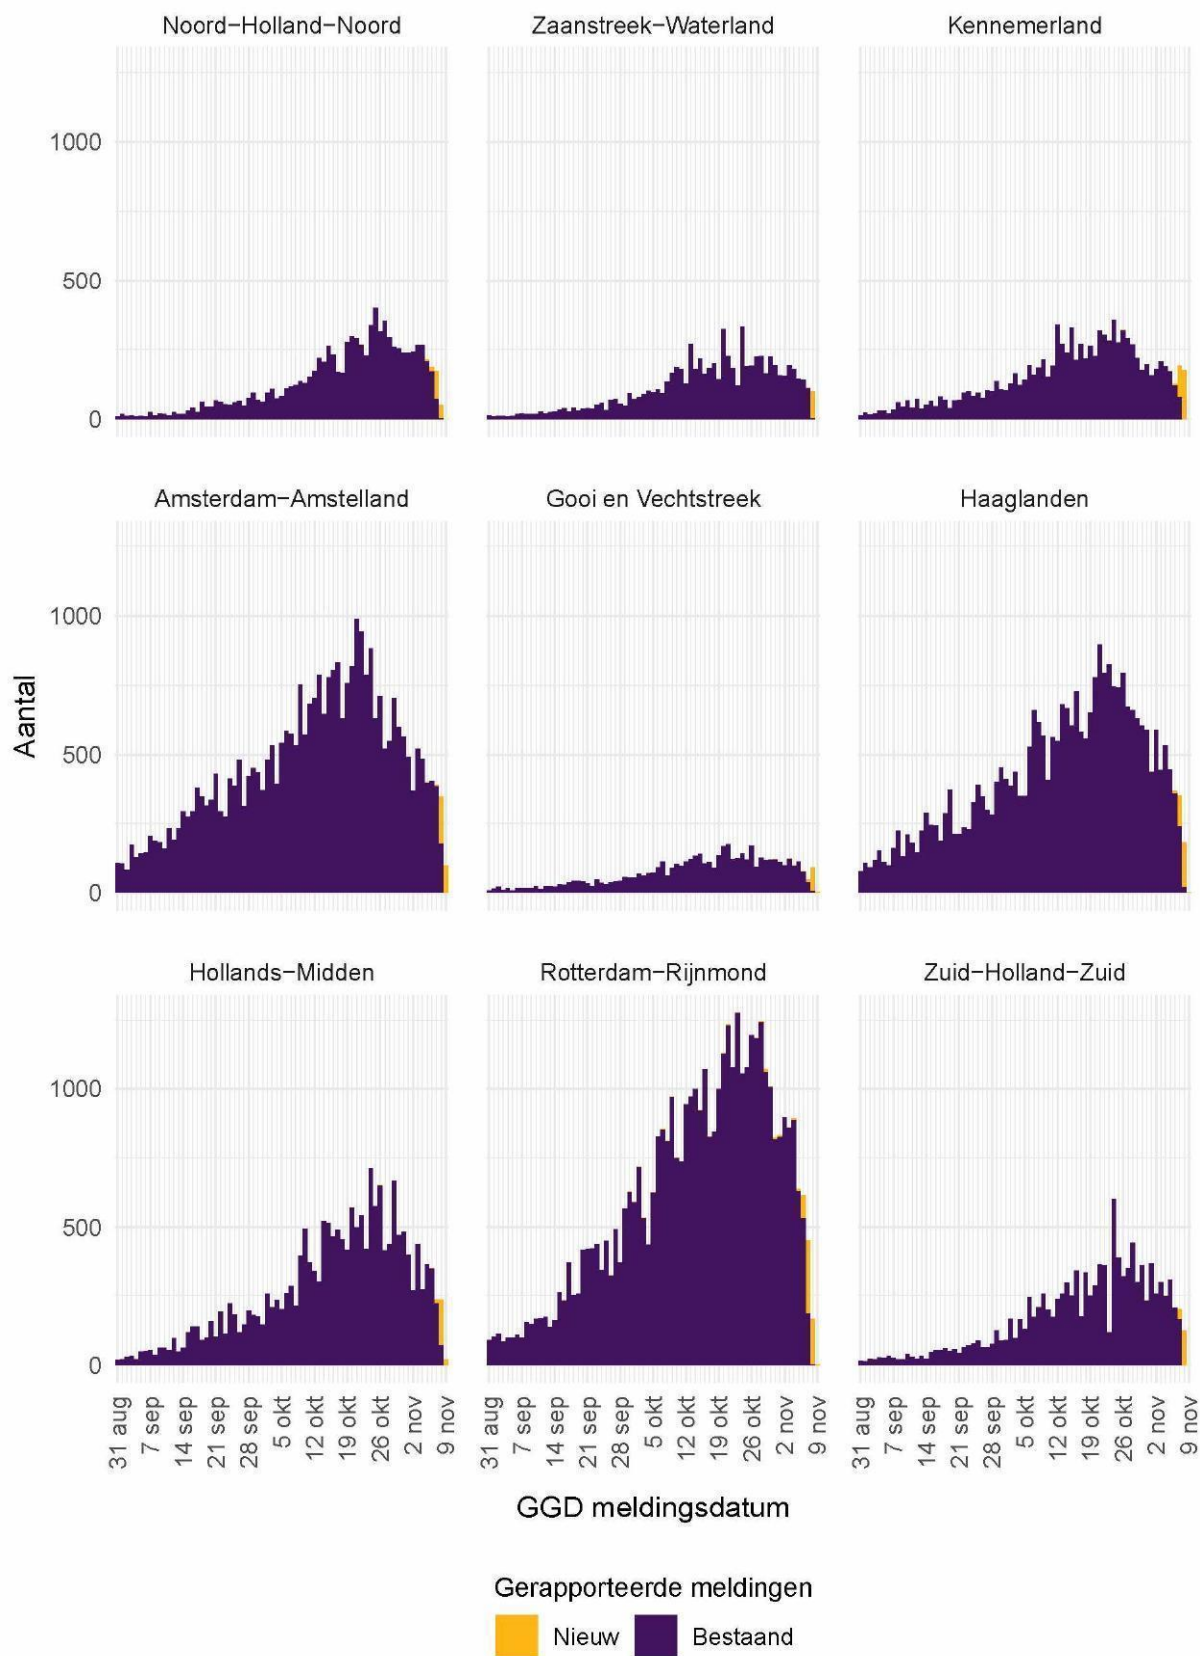 Noord-Holland-Noord Zaanstreek-Waterland Kennemerland
1000
500
0
Amsterdam-Amstelland Gooi en Vechtstreek Haaglanden
1000
500
0
Aantal
Hollands-Midden Rotterdam-Rijnmond Zuid-Holland-Zuid
1000
500
0
31 aug 7 sep 14 sep 21 sep 28 sep 5 okt 12 okt 19 okt 26 okt 2 nov 9 nov 31 aug 7 sep 14 sep 21 sep 28 sep 5 okt 12 okt 19 okt 26 okt 2 nov 9 nov 31 aug 7 sep 14 sep 21 sep 28 sep 5 okt 12 okt 19 okt 26 okt 2 nov 9 nov
GGD meldingsdatum
Gerapporteerde meldingen
Nieuw Bestaand